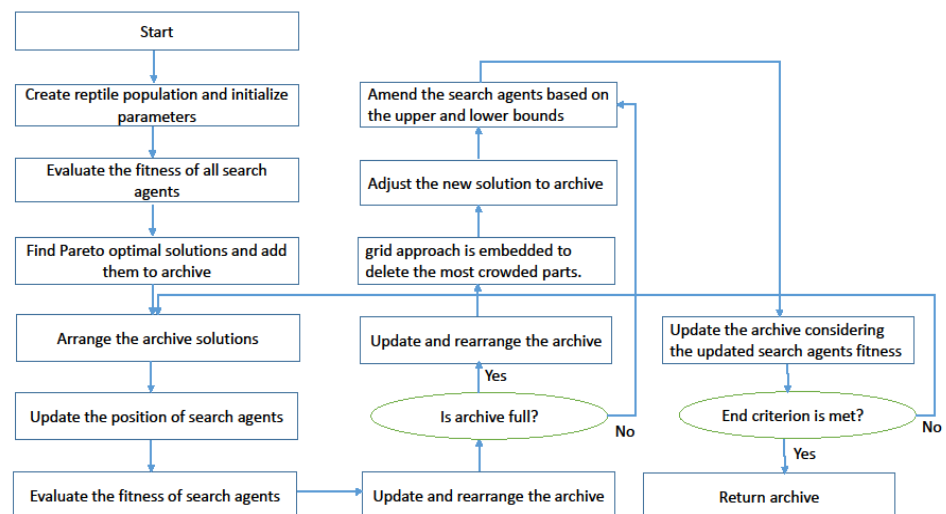 Start
Create reptile population and initialize
parameters
Evaluate the fitness of all search
agents
Find Pareto optimal solutions and add
them to archive
Arrange the archive solutions
Update the position of search agents
Evaluate the fitness of search agents
Amend the search agents based on
the upper and lower bounds
Adjust the new solution to archive
grid approach is embedded to
delete the most crowded parts.
Update and rearrange the archive
Yes
Is archive full?
No
Update and rearrange the archive
Update the archive considering
the updated search agents fitness
End criterion is met?
No
Yes
Return archive